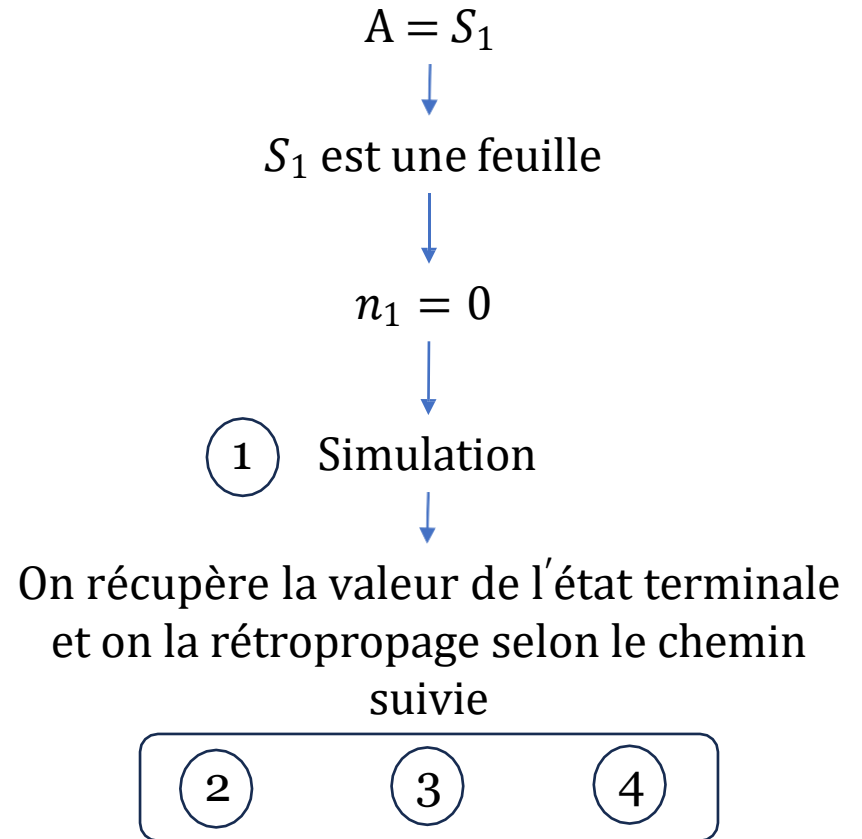 A = S₁
S₁ est une feuille
n₁ = 0
1 Simulation
On récupère la valeur de l′état terminale
et on la rétropropage selon le chemin
suivie
2 3 4